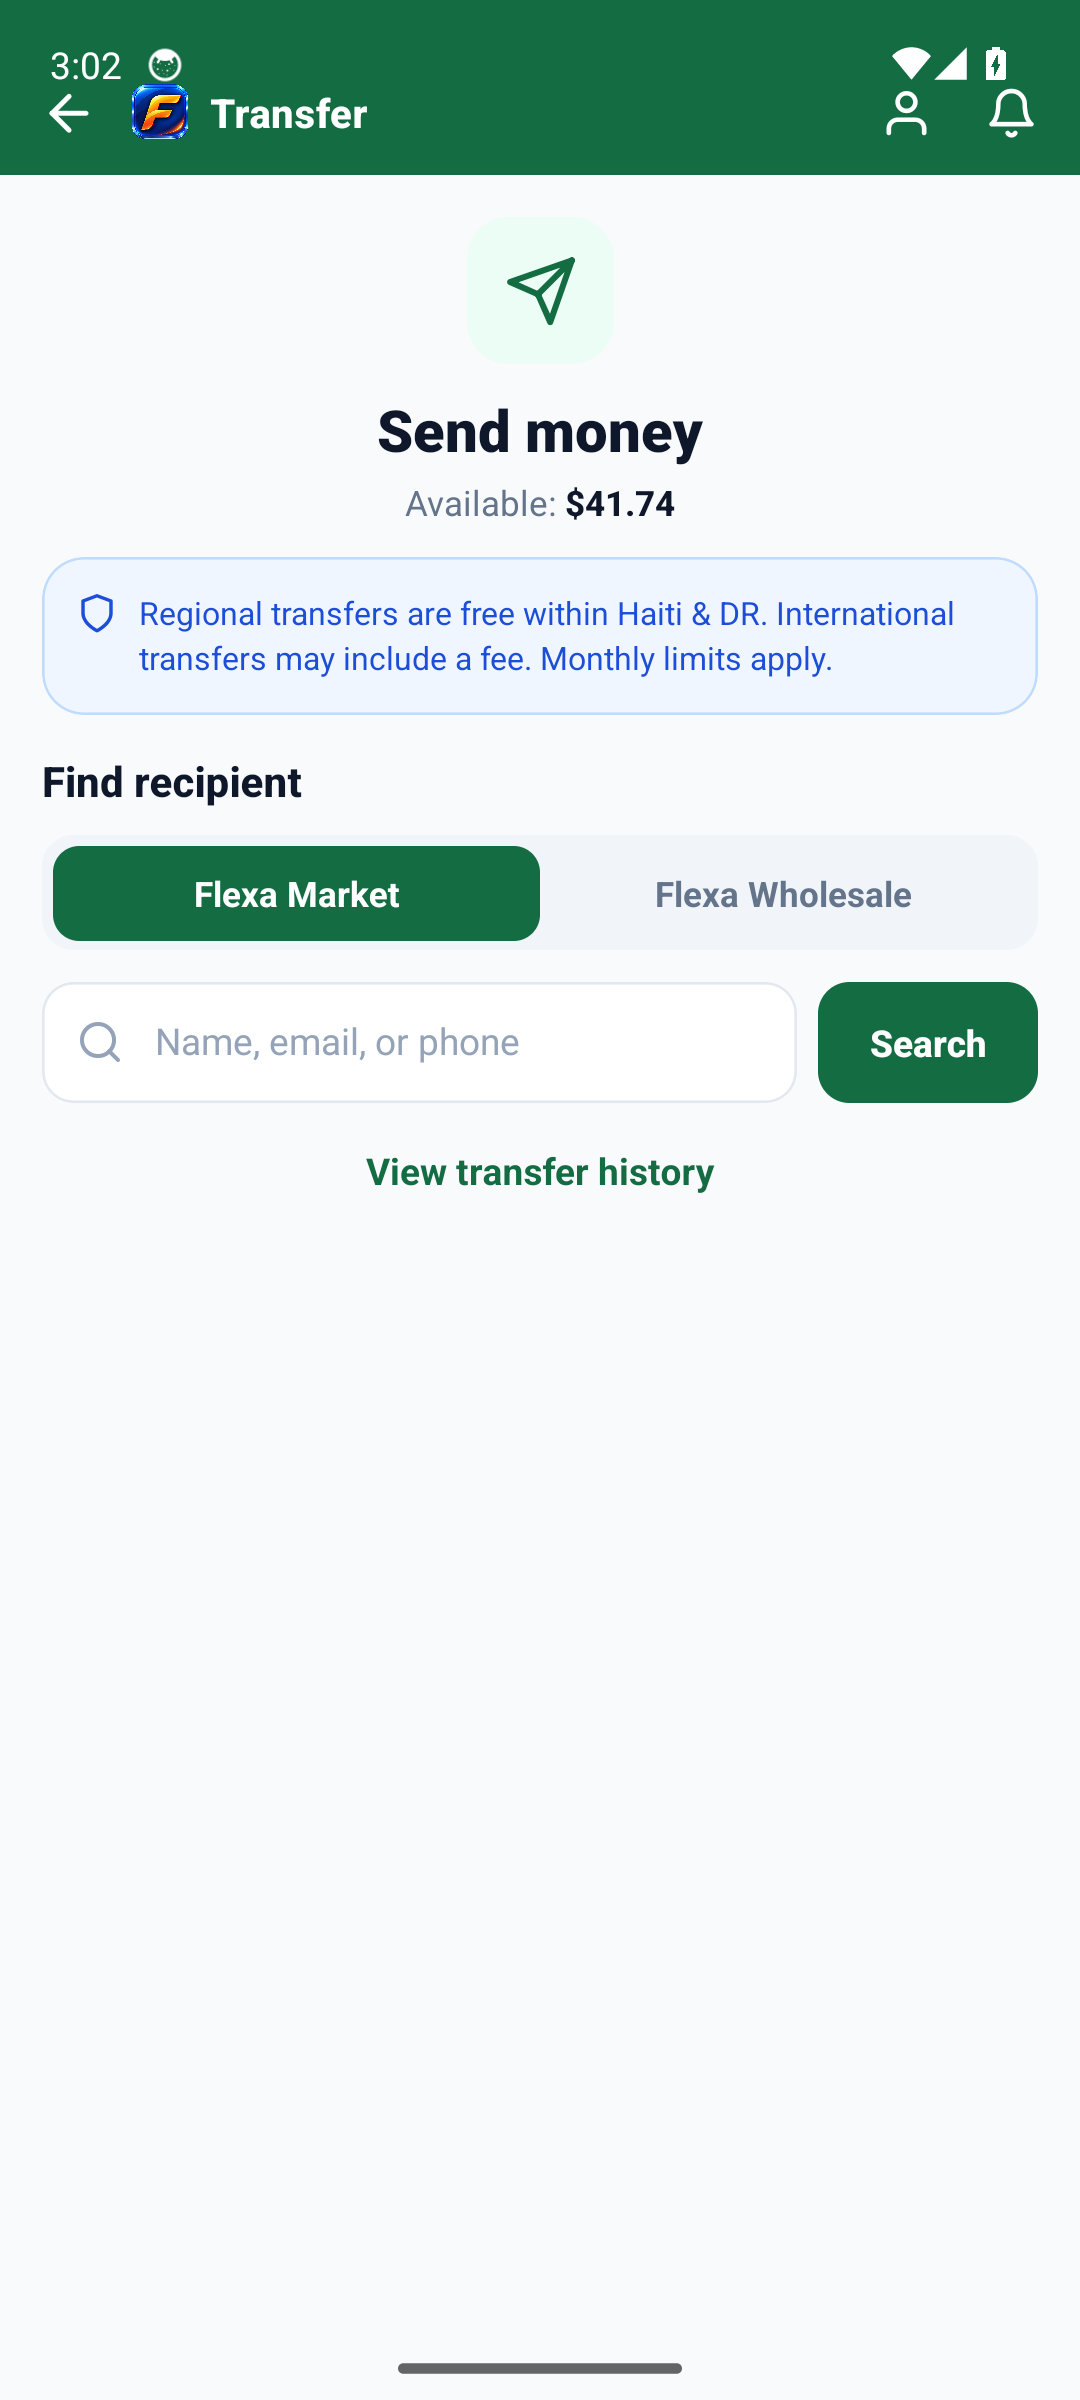 3:02
Transfer
Send money
Available: $41.74
Regional transfers are free within Haiti & DR. International
transfers may include a fee. Monthly limits apply.
Find recipient
Flexa Market
Flexa Wholesale
Name, email, or phone
Search
View transfer history